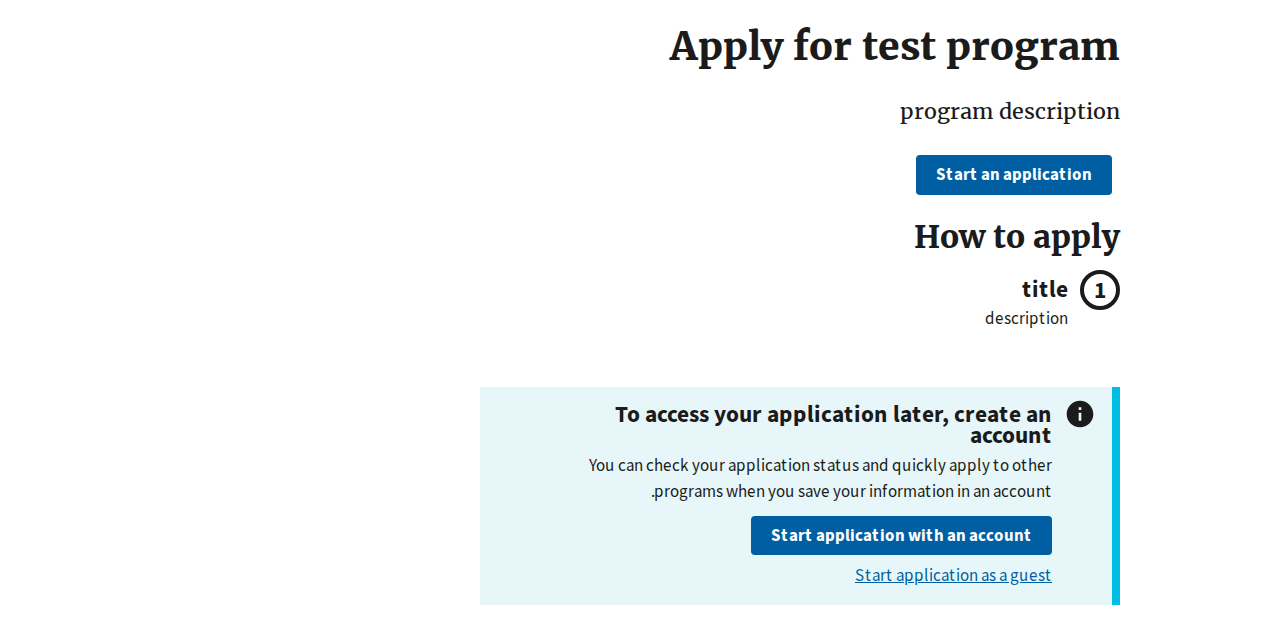 Apply for test program
program description
Start an application
How to apply
1
title
description
To access your application later, create an
account
You can check your application status and quickly apply to other
.programs when you save your information in an account
Start application with an account
Start application as a guest